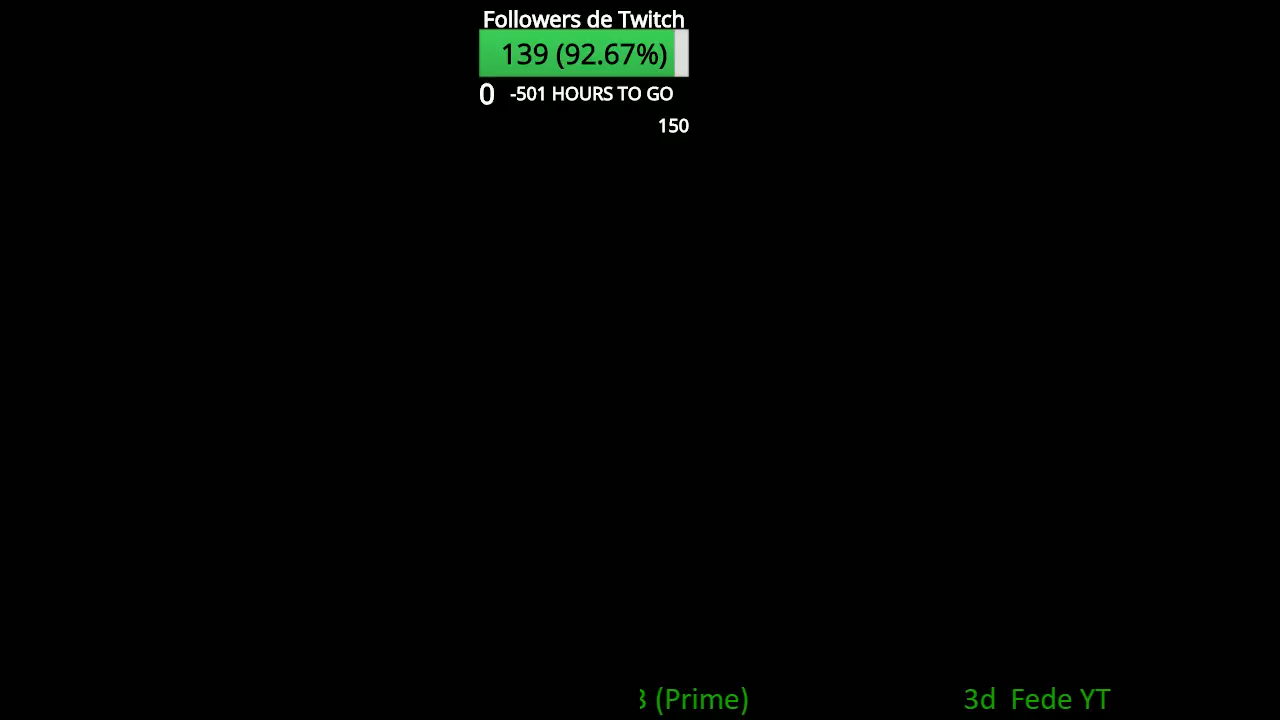 Followers de Twitch
139 (92.67%)
0 -501 HOURS TO GO
150
(Prime) 3d Fede YT